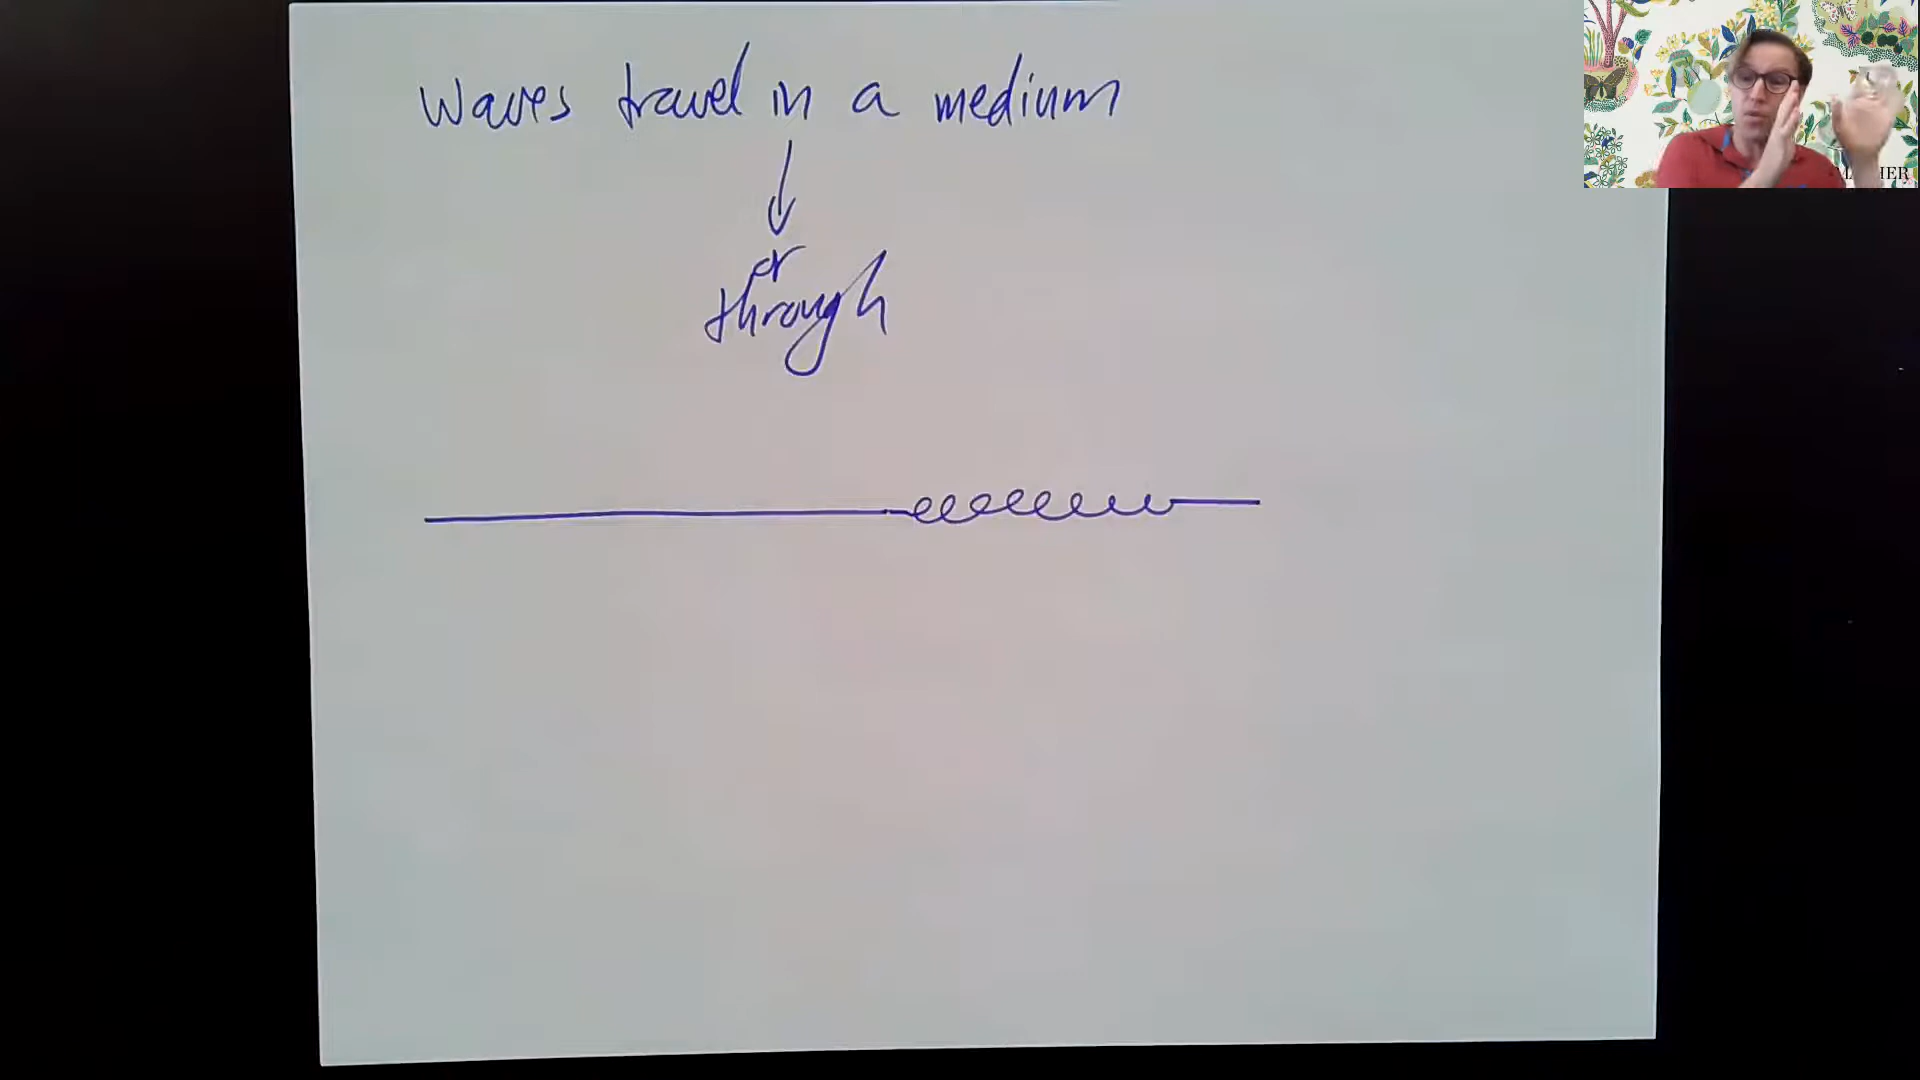 Waves travel in a medium
or
through